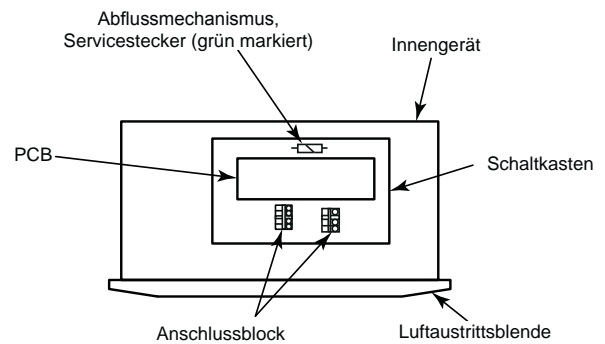 Abflussmechanismus,
Servicestecker (grün markiert)
Innengerät
PCB
Schaltkasten
Anschlussblock
Luftaustrittsblende